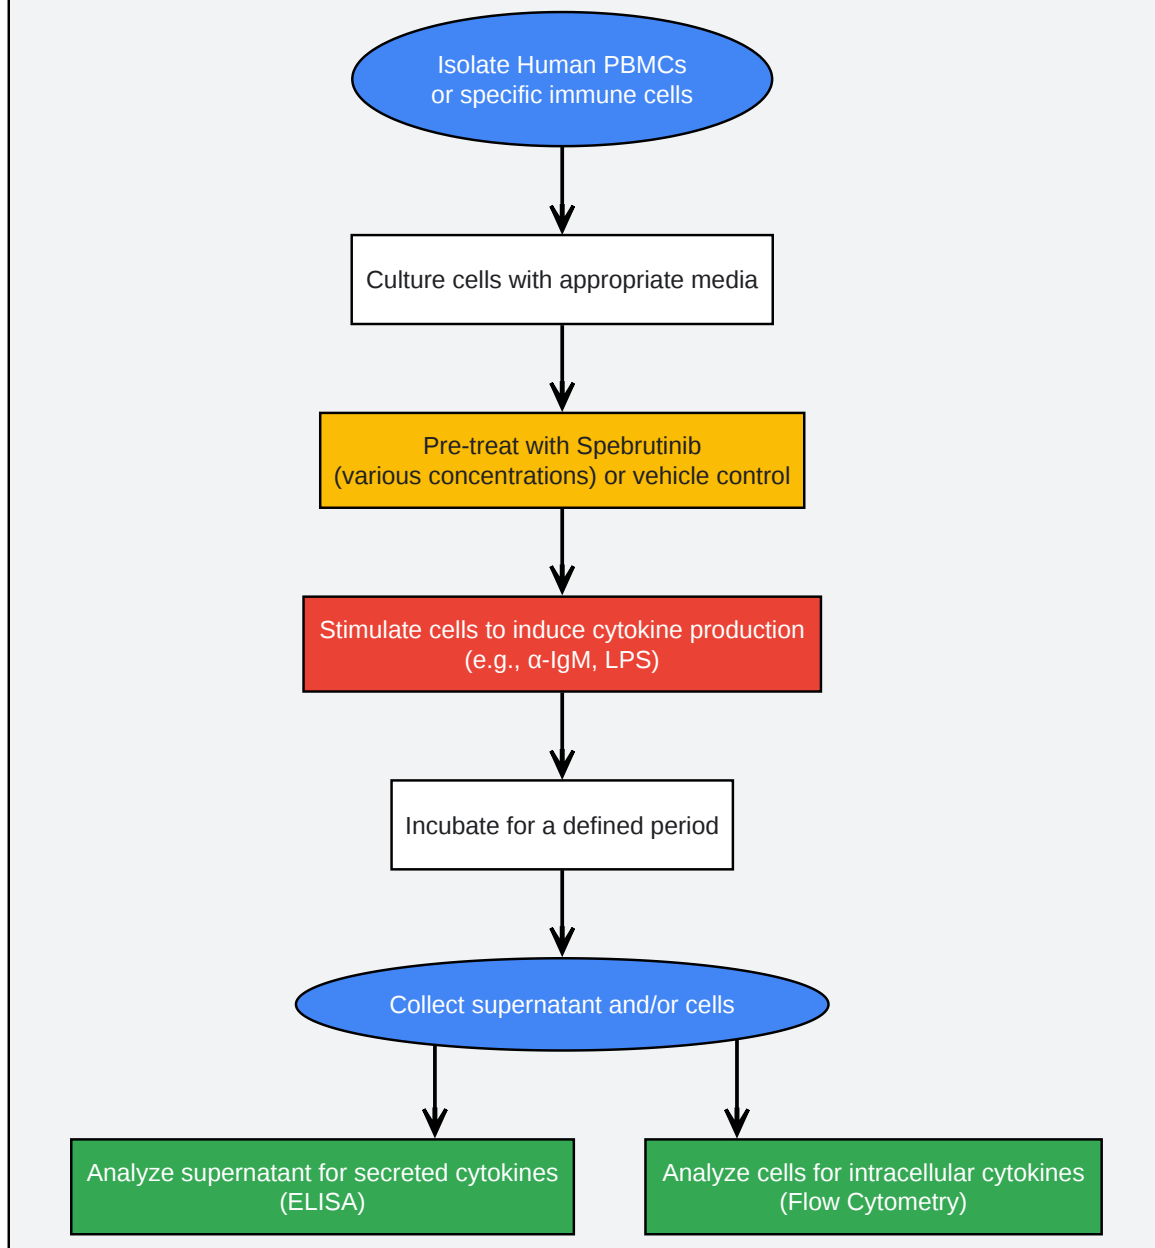 Isolate Human PBMCs
or specific immune cells
Culture cells with appropriate media
Pre-treat with Spebrutinib
(various concentrations) or vehicle control
Stimulate cells to induce cytokine production
(e.g., α-IgM, LPS)
Incubate for a defined period
Collect supernatant and/or cells
Analyze supernatant for secreted cytokines
(ELISA)
Analyze cells for intracellular cytokines
(Flow Cytometry)